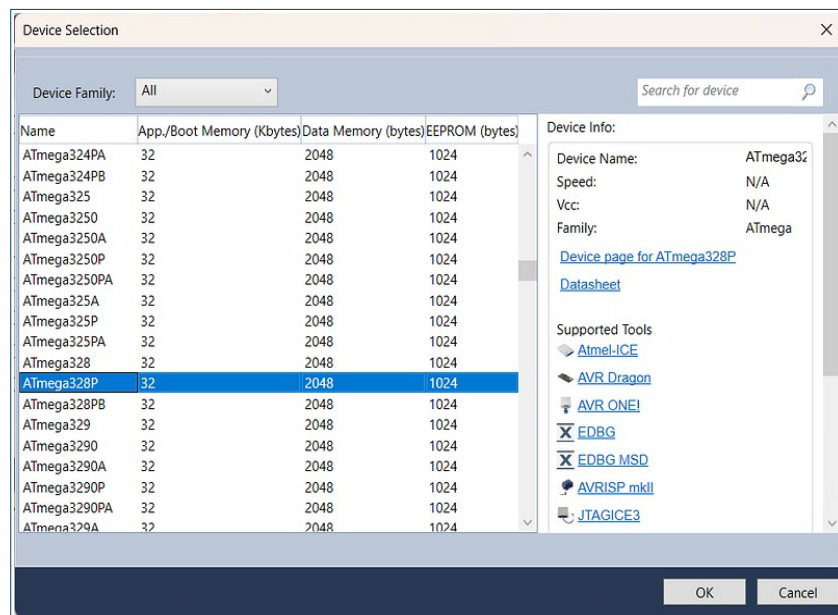 Device Selection
Device Family: All Search for device
Name App./Boot Memory (Kbytes) Data Memory (bytes) EEPROM (bytes)
ATmega324PA 32 2048 1024
ATmega324PB 32 2048 1024
ATmega325 32 2048 1024
ATmega3250 32 2048 1024
ATmega3250A 32 2048 1024
ATmega3250P 32 2048 1024
ATmega3250PA 32 2048 1024
ATmega325A 32 2048 1024
ATmega325P 32 2048 1024
ATmega325PA 32 2048 1024
ATmega328 32 2048 1024
ATmega328P 32 2048 1024
ATmega328PB 32 2048 1024
ATmega329 32 2048 1024
ATmega3290 32 2048 1024
ATmega3290A 32 2048 1024
ATmega3290P 32 2048 1024
ATmega3290PA 32 2048 1024
ATmega329A 32 2048 1024
Device Info:
Device Name: ATmega32
Speed: N/A
Vcc: N/A
Family: ATmega
Device page for ATmega328P
Datasheet
Supported Tools
Atmel-ICE
AVR Dragon
AVR ONE!
EDBG
EDBG MSD
AVRISP mkII
JTAGICE3
OK Cancel